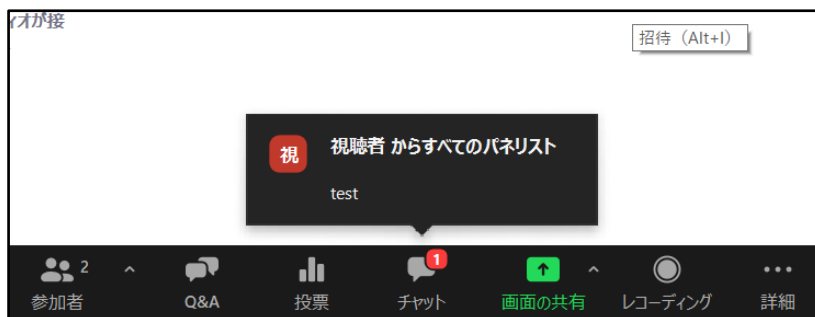 ィオが接
招待（Alt+I）
視
視聴者 からすべてのパネリスト
test
2
1
参加者
Q&A
投票
チャット
画面の共有
レコーディング
詳細